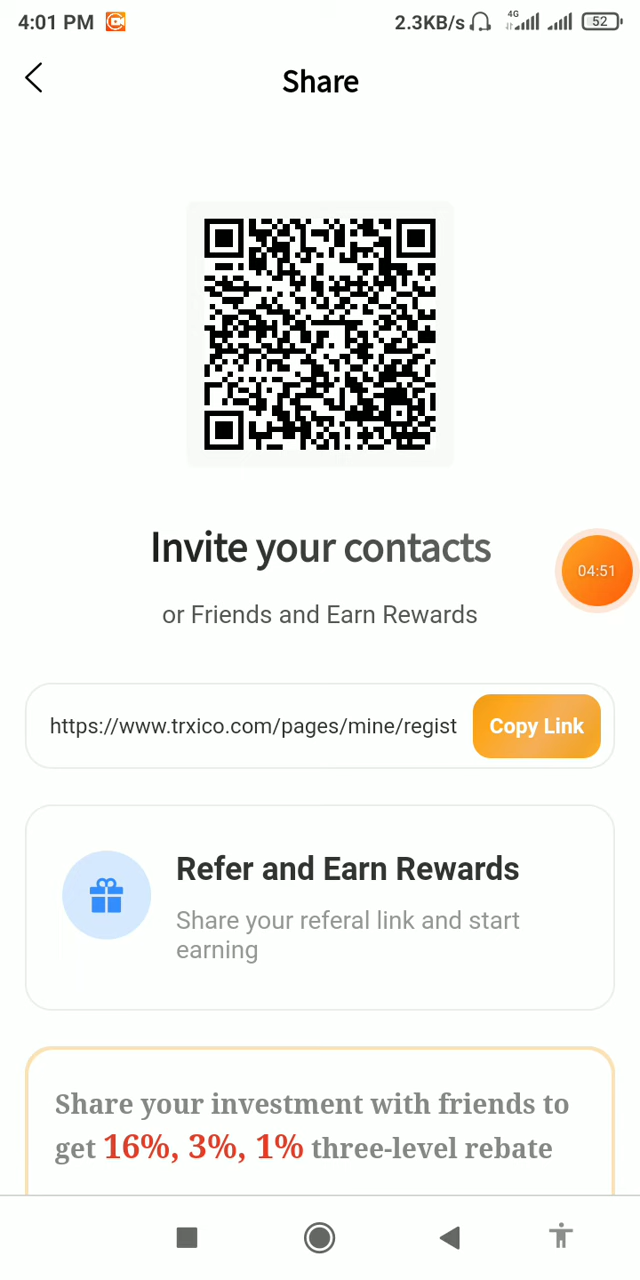 4:01 PM
2.3KB/s 4G 52
Share
Invite your contacts
or Friends and Earn Rewards
04:51
https://www.trxico.com/pages/mine/regist
Copy Link
Refer and Earn Rewards
Share your referal link and start
earning
Share your investment with friends to
get 16%, 3%, 1% three-level rebate